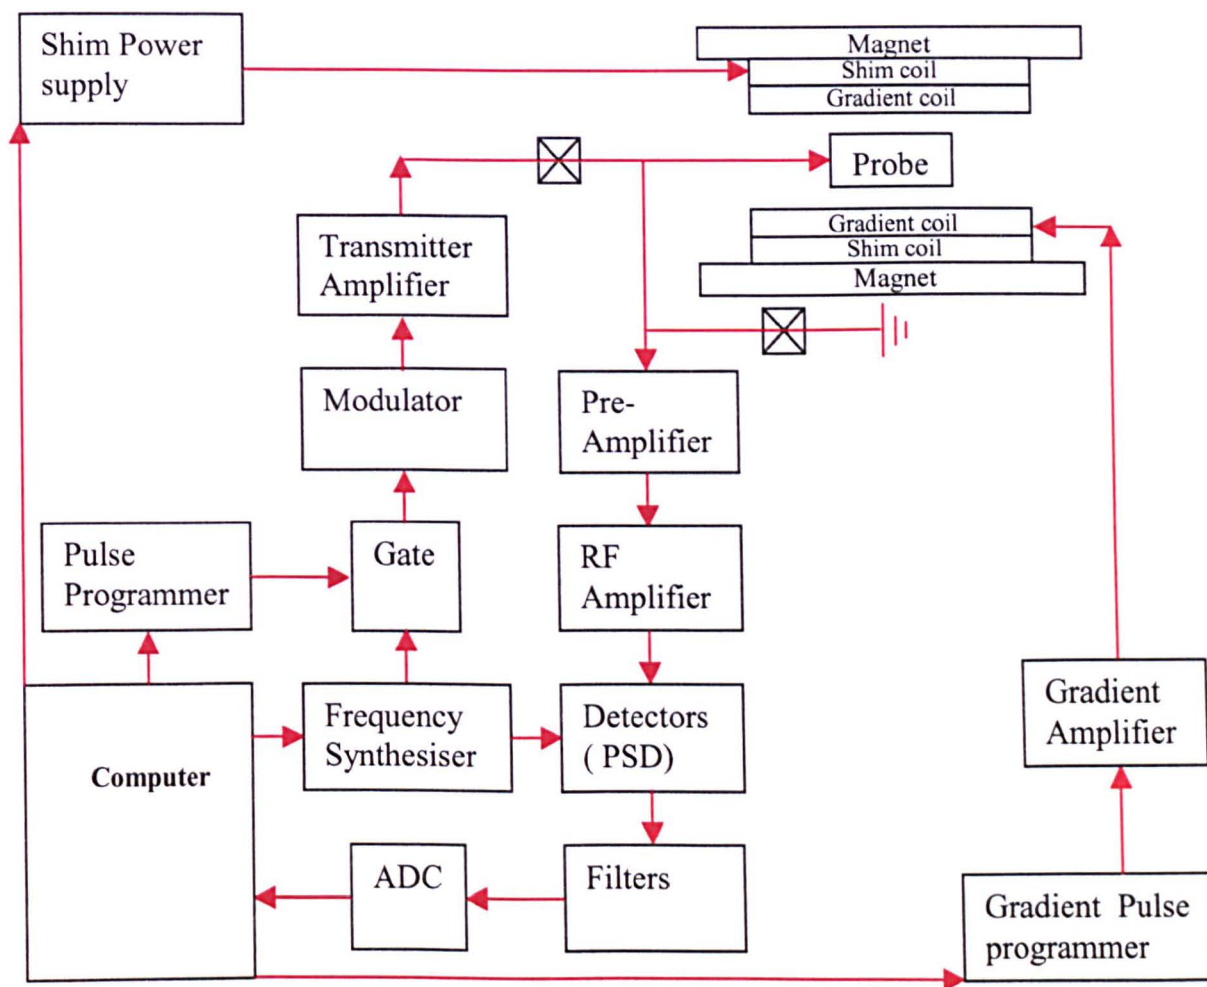 Shim Power
supply
Magnet
Shim coil
Gradient coil
Probe
Gradient coil
Shim coil
Magnet
Transmitter
Amplifier
Modulator
Pre-
Amplifier
Pulse
Programmer
Gate
RF
Amplifier
Computer
Frequency
Synthesiser
Detectors
( PSD)
Gradient
Amplifier
ADC
Filters
Gradient Pulse
programmer